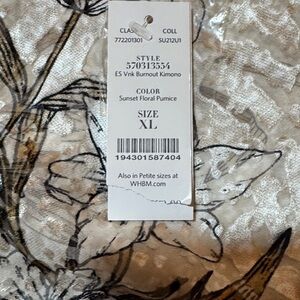 CLASS COLL
772201301 SU212U1
STYLE
570313554
ES Vnk Burnout Kimono
COLOR
Sunset Floral Pumice
SIZE
XL
194301587404
Also in Petite sizes at
WHBM.com